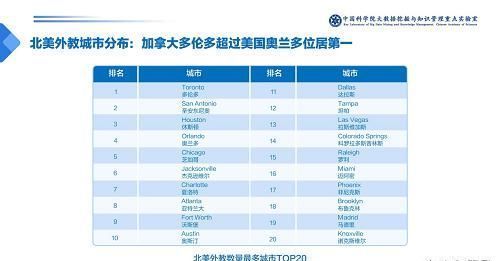 中国科学院大数据挖掘与知识管理重点实验室
Key Laboratory of Big Data Mining and Knowledge Management, Chinese Academy of Sciences
北美外教城市分布：加拿大多伦多超过美国奥兰多位居第一
排名 城市 排名 城市
1 Toronto 多伦多 11 Dallas 达拉斯
2 San Antonio 圣安东尼奥 12 Tampa 坦帕
3 Houston 休斯顿 13 Las Vegas 拉斯维加斯
4 Orlando 奥兰多 14 Colorado Springs 科罗拉多斯普林斯
5 Chicago 芝加哥 15 Raleigh 罗利
6 Jacksonville 杰克逊维尔 16 Miami 迈阿密
7 Charlotte 夏洛特 17 Phoenix 菲尼克斯
8 Atlanta 亚特兰大 18 Brooklyn 布鲁克林
9 Fort Worth 沃斯堡 19 Madrid 马德里
10 Austin 奥斯汀 20 Knoxville 诺克斯维尔
北美外教数量最多城市TOP20